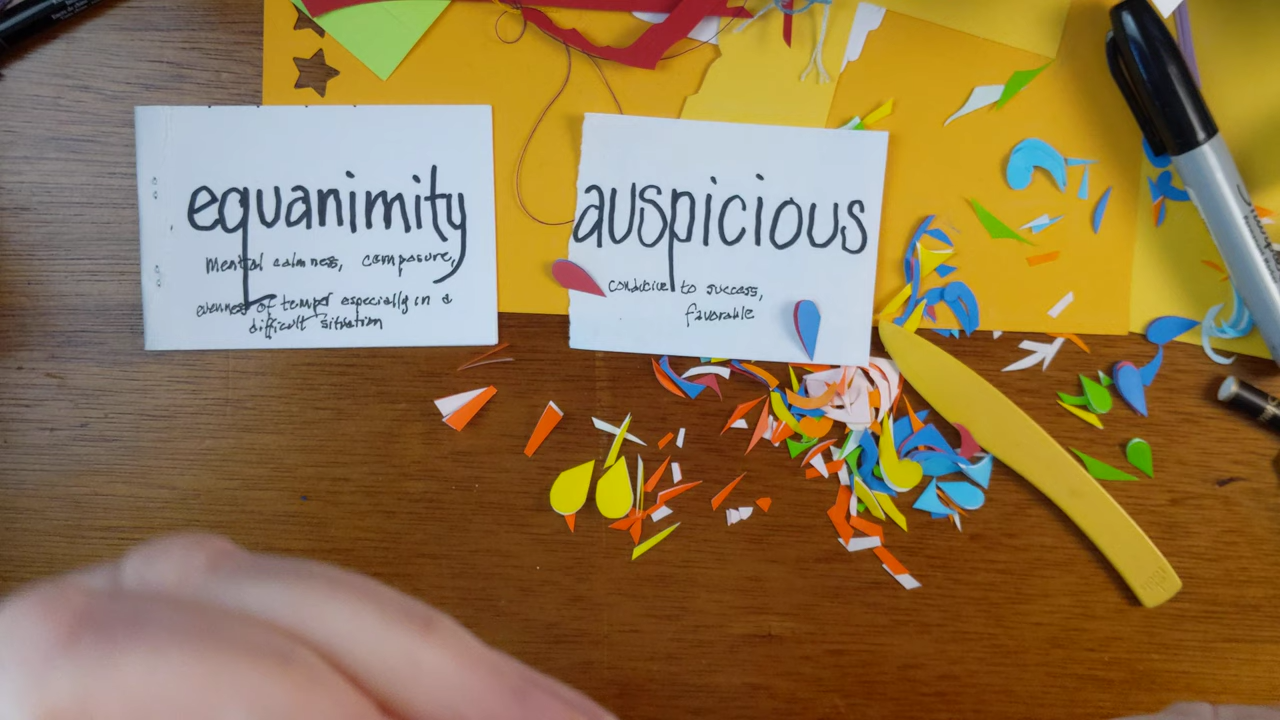 equanimity
mental calmness, composure,
evenness of temper especially in a
difficult situation
auspicious
conducive to success,
favorable